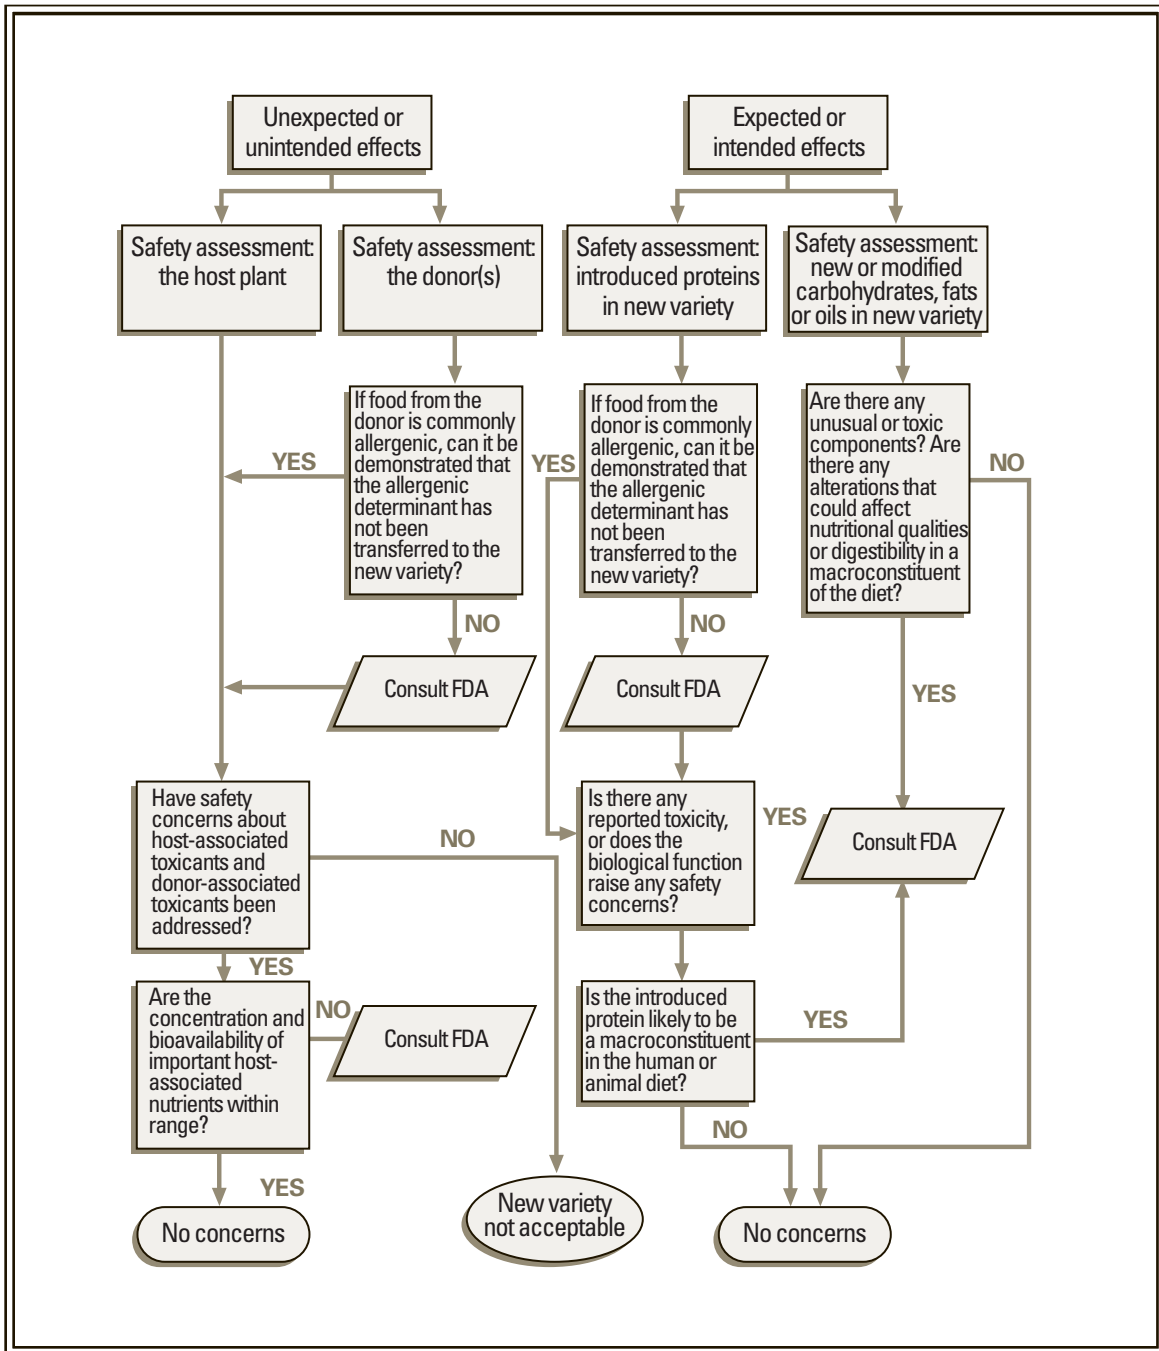 Unexpected or
unintended effects
Expected or
intended effects
Safety assessment:
the host plant
Safety assessment:
the donor(s)
Safety assessment:
introduced proteins
in new variety
Safety assessment:
new or modified
carbohydrates, fats
or oils in new variety
If food from the
donor is commonly
allergenic, can it be
demonstrated that
the allergenic
determinant has
not been
transferred to the
new variety?
YES
NO
If food from the
donor is commonly
allergenic, can it be
demonstrated that
the allergenic
determinant has
not been
transferred to the
new variety?
YES
NO
Are there any
unusual or toxic
components? Are
there any
alterations that
could affect
nutritional qualities
or digestibility in a
macroconstituent
of the diet?
NO
YES
Consult FDA
Consult FDA
Have safety
concerns about
host-associated
toxicants and
donor-associated
toxicants been
addressed?
NO
YES
Is there any
reported toxicity,
or does the
biological function
raise any safety
concerns?
YES
Consult FDA
Are the
concentration and
bioavailability of
important host-
associated
nutrients within
range?
NO
Consult FDA
YES
Is the introduced
protein likely to be
a macroconstituent
in the human or
animal diet?
YES
NO
No concerns
New variety
not acceptable
No concerns